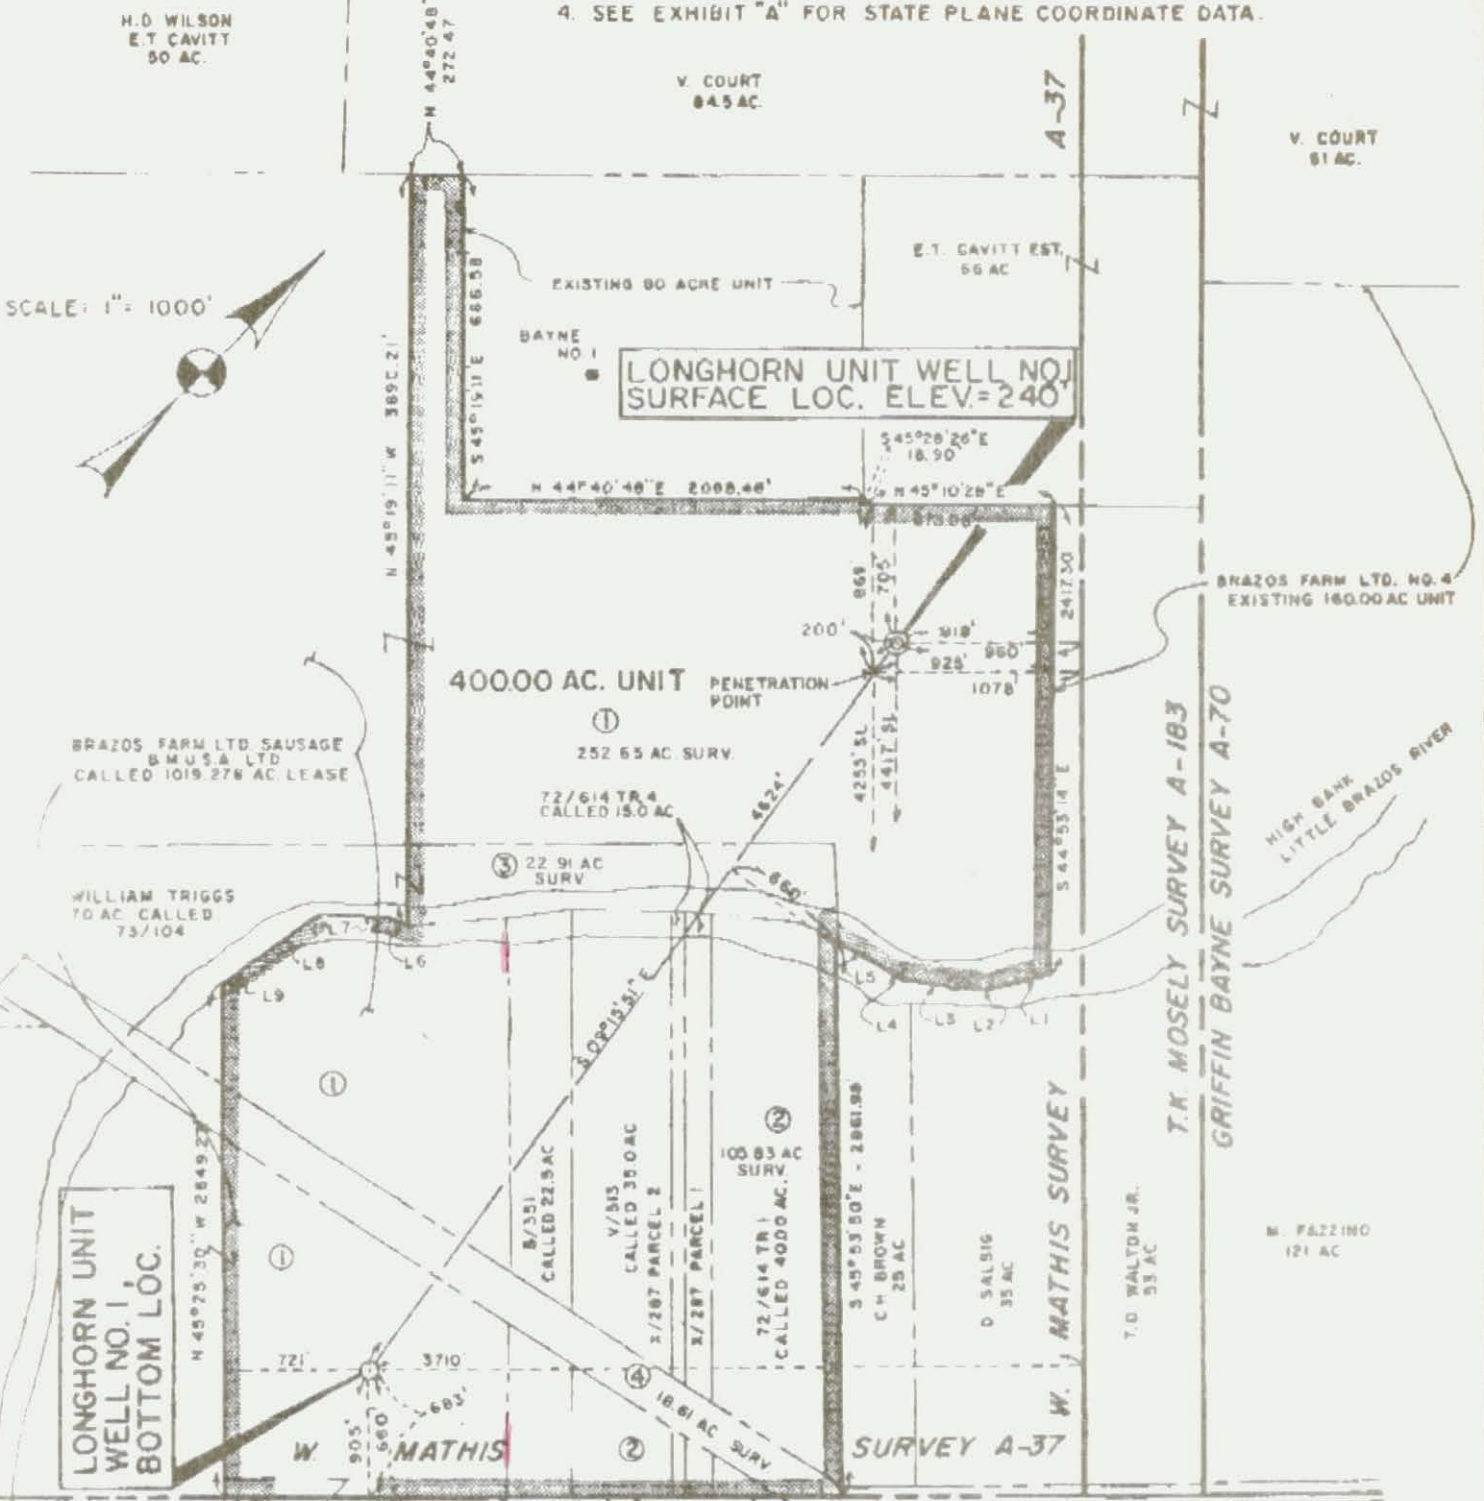 4. SEE EXHIBIT "A" FOR STATE PLANE COORDINATE DATA.
H.D WILSON
E.T CAVITT
50 AC.
N 44°40'48"
272.47
V. COURT
84.5 AC.
A-37
V. COURT
61 AC.
SCALE: 1"= 1000'
EXISTING 80 ACRE UNIT
E.T. CAVITT EST.
66 AC
BAYNE
NO. 1
LONGHORN UNIT WELL NO.1
SURFACE LOC. ELEV.=240'
S 45°19'11" E 686.58'
N 45°19'11" W 3890.21'
S 45°28'26"E
18.90'
N 44°40'48"E 2088.48'
N 45°10'28"E
2417.30'
BRAZOS FARM LTD. NO. 4
EXISTING 160.00 AC UNIT
869'
705'
200'
918'
960'
925'
1078'
400.00 AC. UNIT
PENETRATION
POINT
1
252.65 AC. SURV.
4255' SL
4417' SL
4624'
S 44°53'14 E
BRAZOS FARM LTD. SAUSAGE
B.M.U.S.A. LTD
CALLED 1019.278 AC. LEASE
72/614 TR.4
CALLED 15.0 AC
3 22.91 AC
SURV
660'
HIGH BANK
LITTLE BRAZOS RIVER
T.K. MOSELY SURVEY A-183
GRIFFIN BAYNE SURVEY A-70
WILLIAM TRIGGS
70 AC CALLED
73/104
L7
L6
L8
L9
L5
L4
L3
L2
L1
S 09°15'51" E
1
2
105.83 AC
SURV.
S 45°53'50"E - 2861.98
N 45°25'30" W 2649.27
S/351
CALLED 22.5 AC
V/513
CALLED 35.0 AC
X/287 PARCEL 2
X/287 PARCEL 1
72/614 TR 1
CALLED 40.00 AC.
C H BROWN
25 AC
D SALSIG
35 AC
W. MATHIS SURVEY
T.D WALTON JR.
53 AC
M. FAZZINO
121 AC
LONGHORN UNIT
WELL NO. 1,
BOTTOM LOC.
1
721'
3710'
683'
905'
660'
4
18.61 AC SURV
2
W. MATHIS SURVEY A-37